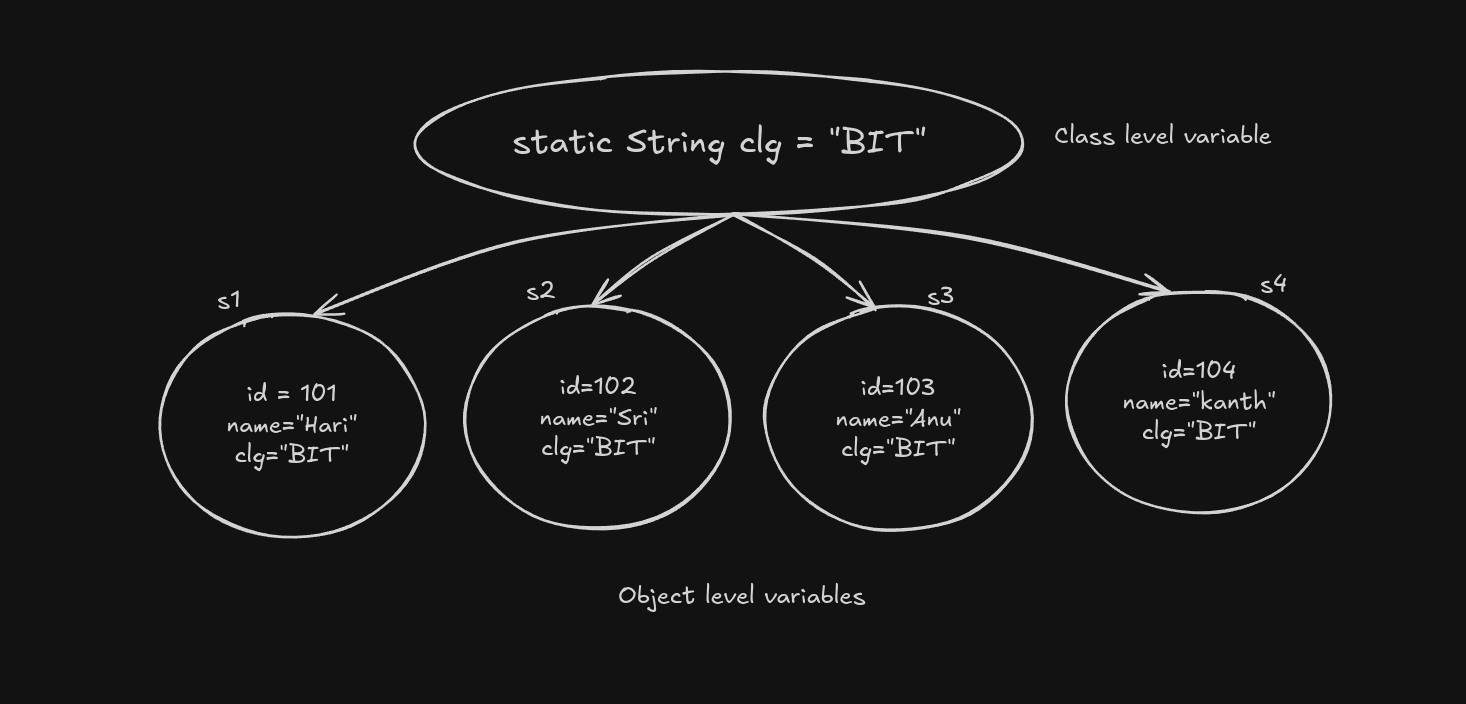 static String clg = "BIT"
Class level variable
s1
id = 101
name="Hari"
clg="BIT"
s2
id=102
name="Sri"
clg="BIT"
s3
id=103
name="Anu"
clg="BIT"
s4
id=104
name="kanth"
clg="BIT"
Object level variables